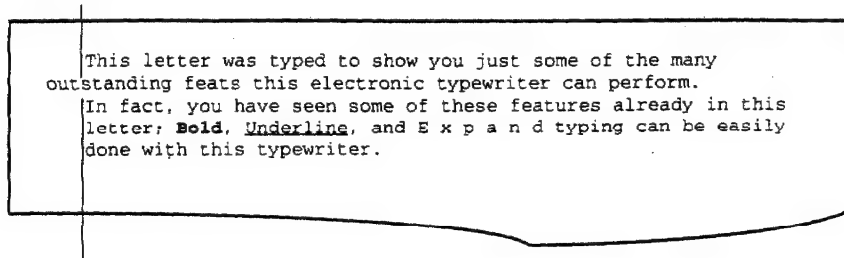 This letter was typed to show you just some of the many
outstanding feats this electronic typewriter can perform.
In fact, you have seen some of these features already in this
letter; Bold, Underline, and E x p a n d typing can be easily
done with this typewriter.